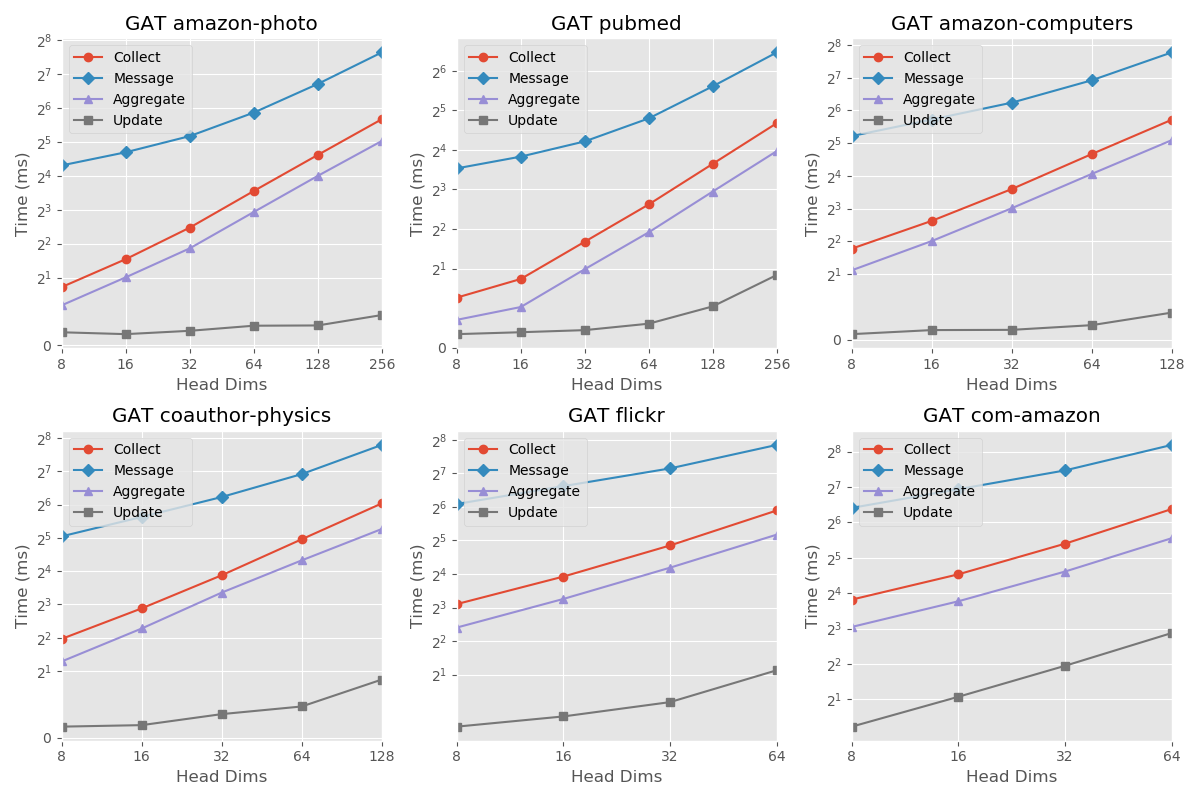 GAT amazon-photo
2^8
2^7
2^6
2^5
2^4
2^3
2^2
2^1
0
Time (ms)
Collect
Message
Aggregate
Update
8 16 32 64 128 256
Head Dims
GAT pubmed
2^6
2^5
2^4
2^3
2^2
2^1
0
Time (ms)
Collect
Message
Aggregate
Update
8 16 32 64 128 256
Head Dims
GAT amazon-computers
2^8
2^7
2^6
2^5
2^4
2^3
2^2
2^1
0
Time (ms)
Collect
Message
Aggregate
Update
8 16 32 64 128
Head Dims
GAT coauthor-physics
2^8
2^7
2^6
2^5
2^4
2^3
2^2
2^1
0
Time (ms)
Collect
Message
Aggregate
Update
8 16 32 64 128
Head Dims
GAT flickr
2^8
2^7
2^6
2^5
2^4
2^3
2^2
2^1
Time (ms)
Collect
Message
Aggregate
Update
8 16 32 64
Head Dims
GAT com-amazon
2^8
2^7
2^6
2^5
2^4
2^3
2^2
2^1
Time (ms)
Collect
Message
Aggregate
Update
8 16 32 64
Head Dims